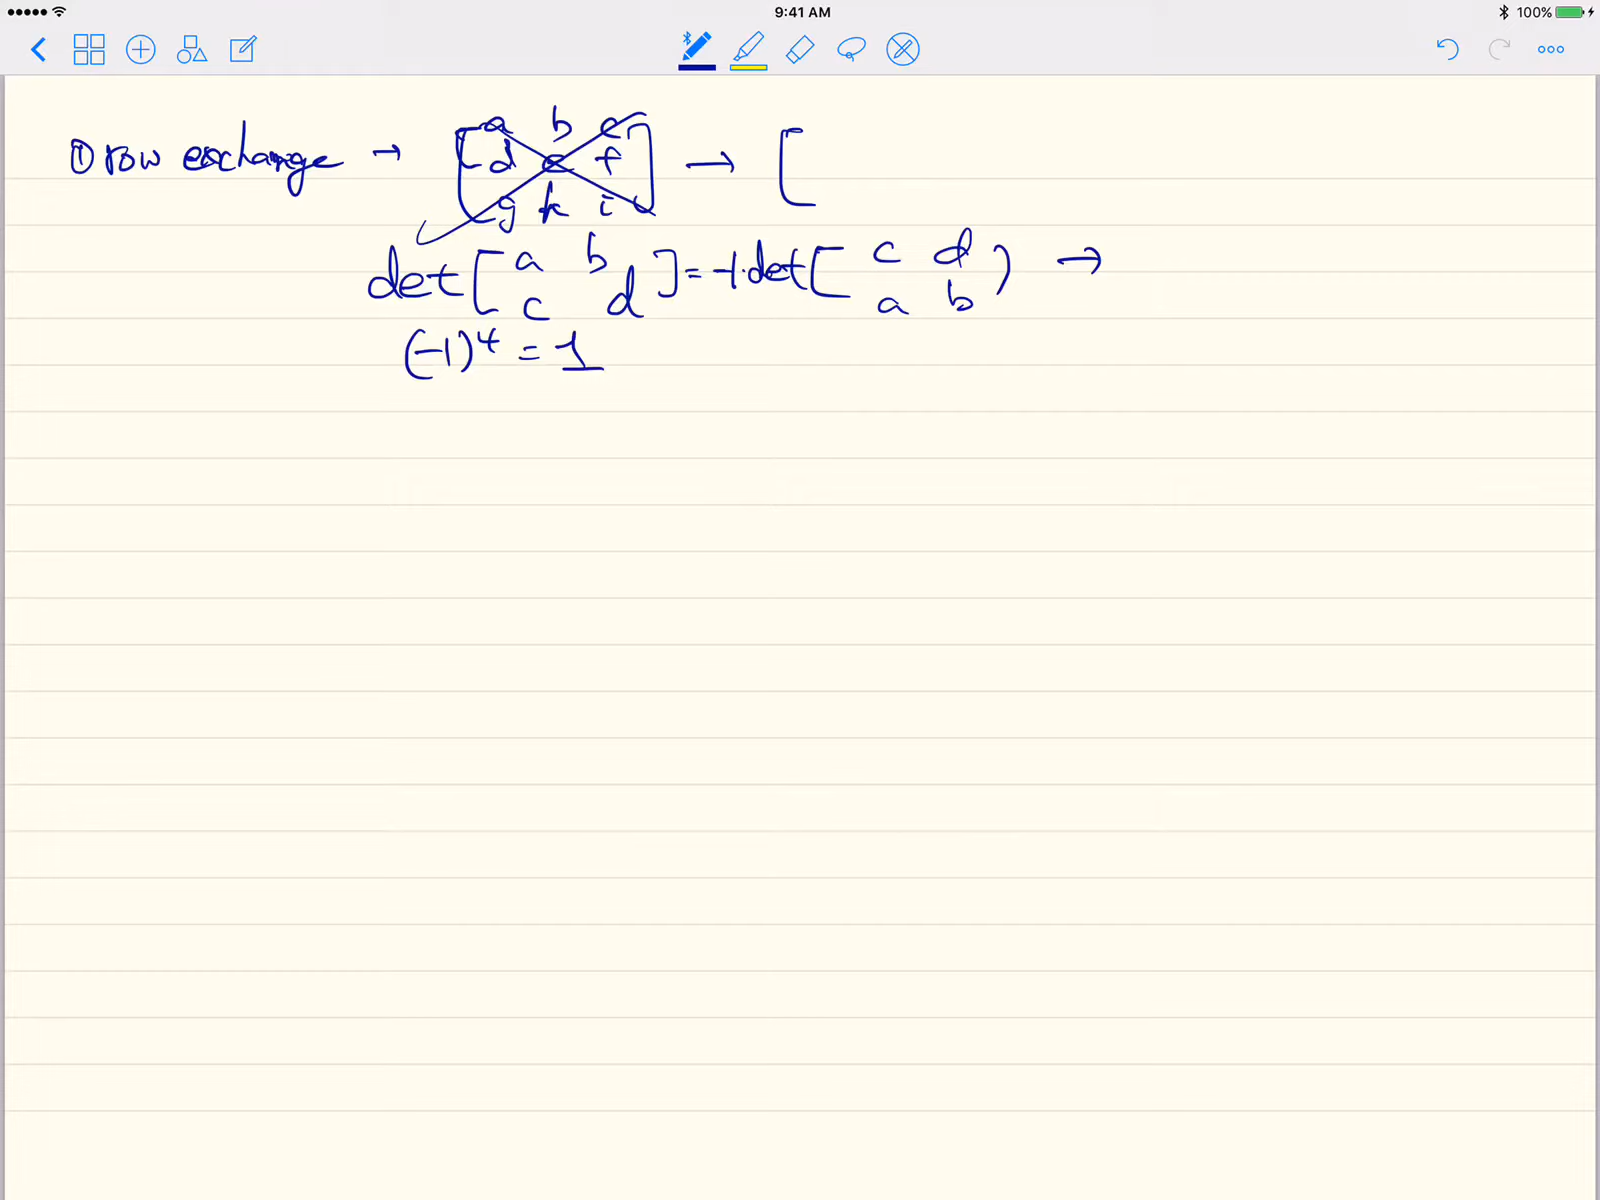 9:41 AM
100%
① row exchange → [a b c → [
d e f
g h i]
det [a b = -1·det [c d ) →
c d] a b
(-1)⁴ = 1